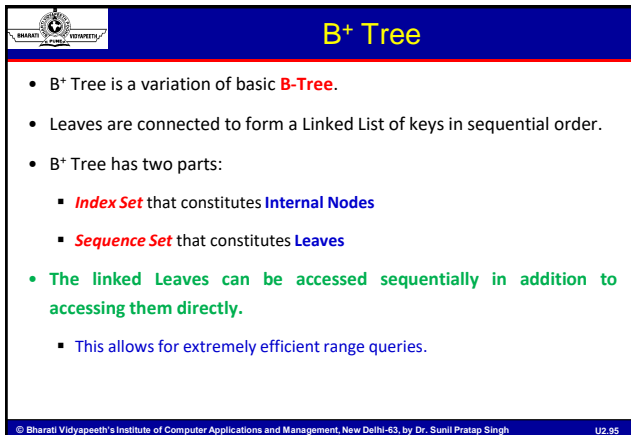 BHARATI
VIDYAPEETH
PUNE
B⁺ Tree
• B⁺ Tree is a variation of basic B-Tree.
• Leaves are connected to form a Linked List of keys in sequential order.
• B⁺ Tree has two parts:
▪ Index Set that constitutes Internal Nodes
▪ Sequence Set that constitutes Leaves
• The linked Leaves can be accessed sequentially in addition to
accessing them directly.
▪ This allows for extremely efficient range queries.
© Bharati Vidyapeeth's Institute of Computer Applications and Management, New Delhi-63, by Dr. Sunil Pratap Singh
U2.95